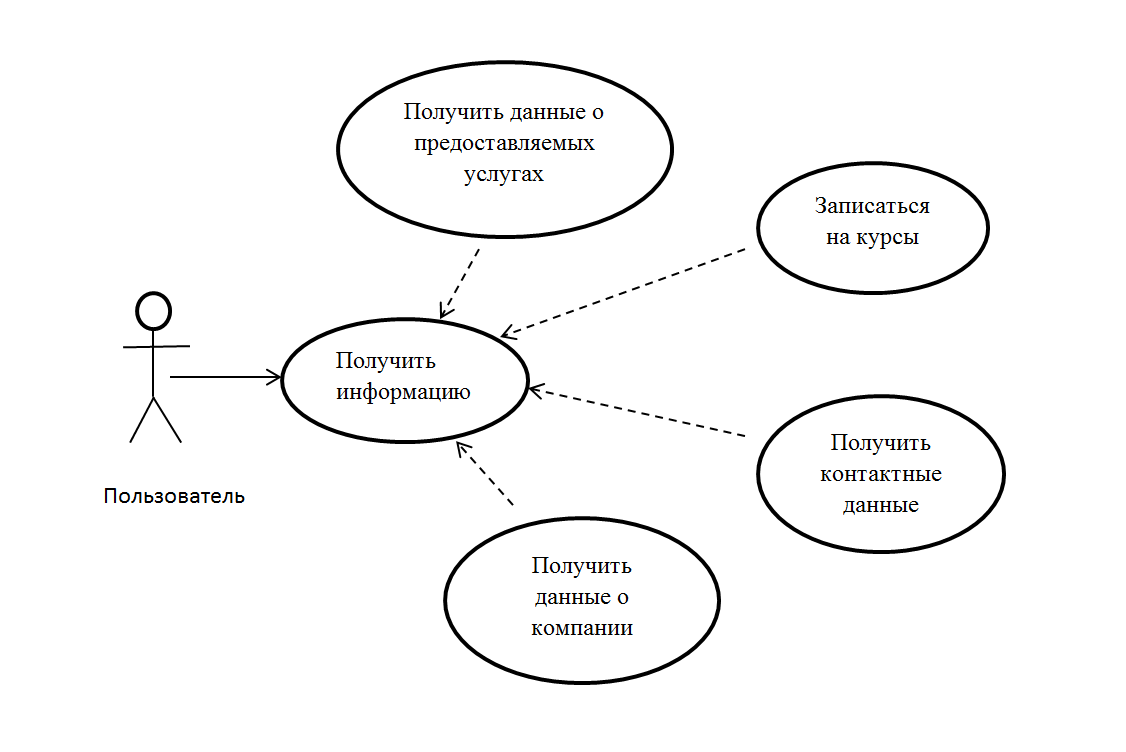 Получить данные о
предоставляемых
услугах
Записаться
на курсы
Получить
информацию
Получить
контактные
данные
Пользователь
Получить
данные о
компании